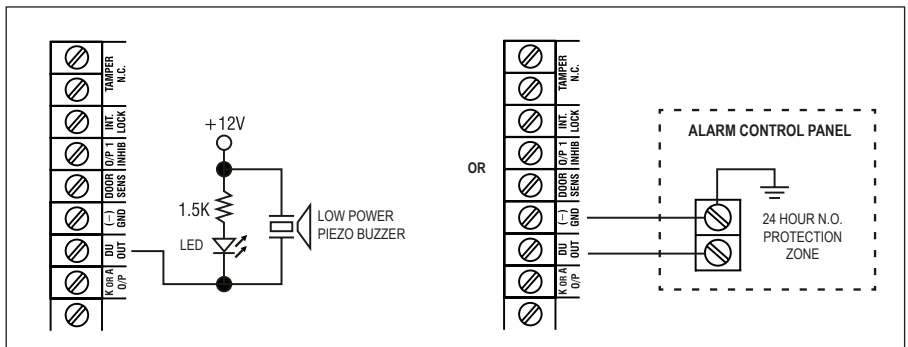 TAMPER
N.C.
INT.
LOCK
O/P 1
INHIB
DOOR
SENS
(−)
GND
DU
OUT
K OR A
O/P
+12V
1.5K
LED
LOW POWER
PIEZO BUZZER
OR
TAMPER
N.C.
INT.
LOCK
O/P 1
INHIB
DOOR
SENS
(−)
GND
DU
OUT
K OR A
O/P
ALARM CONTROL PANEL
24 HOUR N.O.
PROTECTION
ZONE